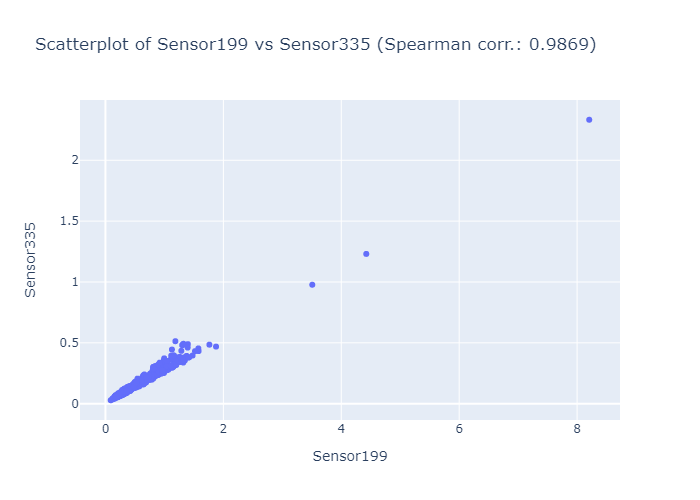 Scatterplot of Sensor199 vs Sensor335 (Spearman corr.: 0.9869)
2
1.5
1
0.5
0
Sensor335
0 2 4 6 8
Sensor199